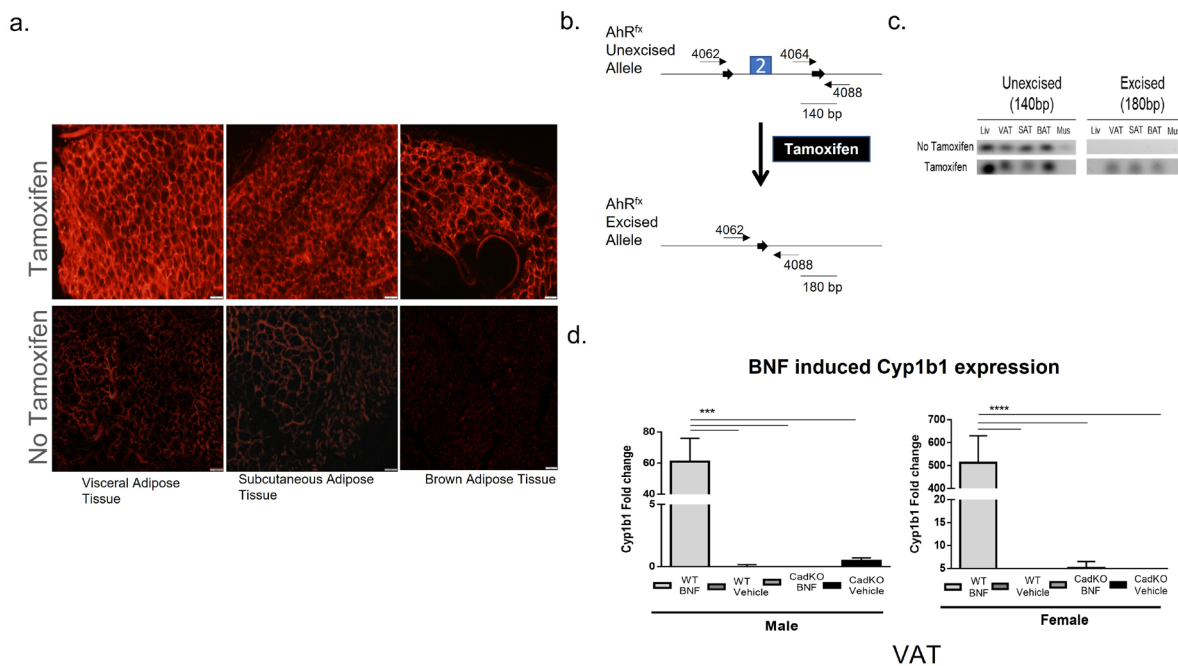 a.
Tamoxifen
No Tamoxifen
Visceral Adipose
Tissue
Subcutaneous Adipose
Tissue
Brown Adipose Tissue
b.
AhRfx
Unexcised
Allele
4062
2
4064
4088
140 bp
Tamoxifen
AhRfx
Excised
Allele
4062
4088
180 bp
c.
Unexcised
(140bp)
Excised
(180bp)
Liv VAT SAT BAT Mus
Liv VAT SAT BAT Mus
No Tamoxifen
Tamoxifen
d.
BNF induced Cyp1b1 expression
Cyp1b1 Fold change
80
60
40
5
0
***
WT
BNF
WT
Vehicle
CadKO
BNF
CadKO
Vehicle
Male
Cyp1b1 Fold change
700
600
500
400
20
15
10
5
****
WT
BNF
WT
Vehicle
CadKO
BNF
CadKO
Vehicle
Female
VAT